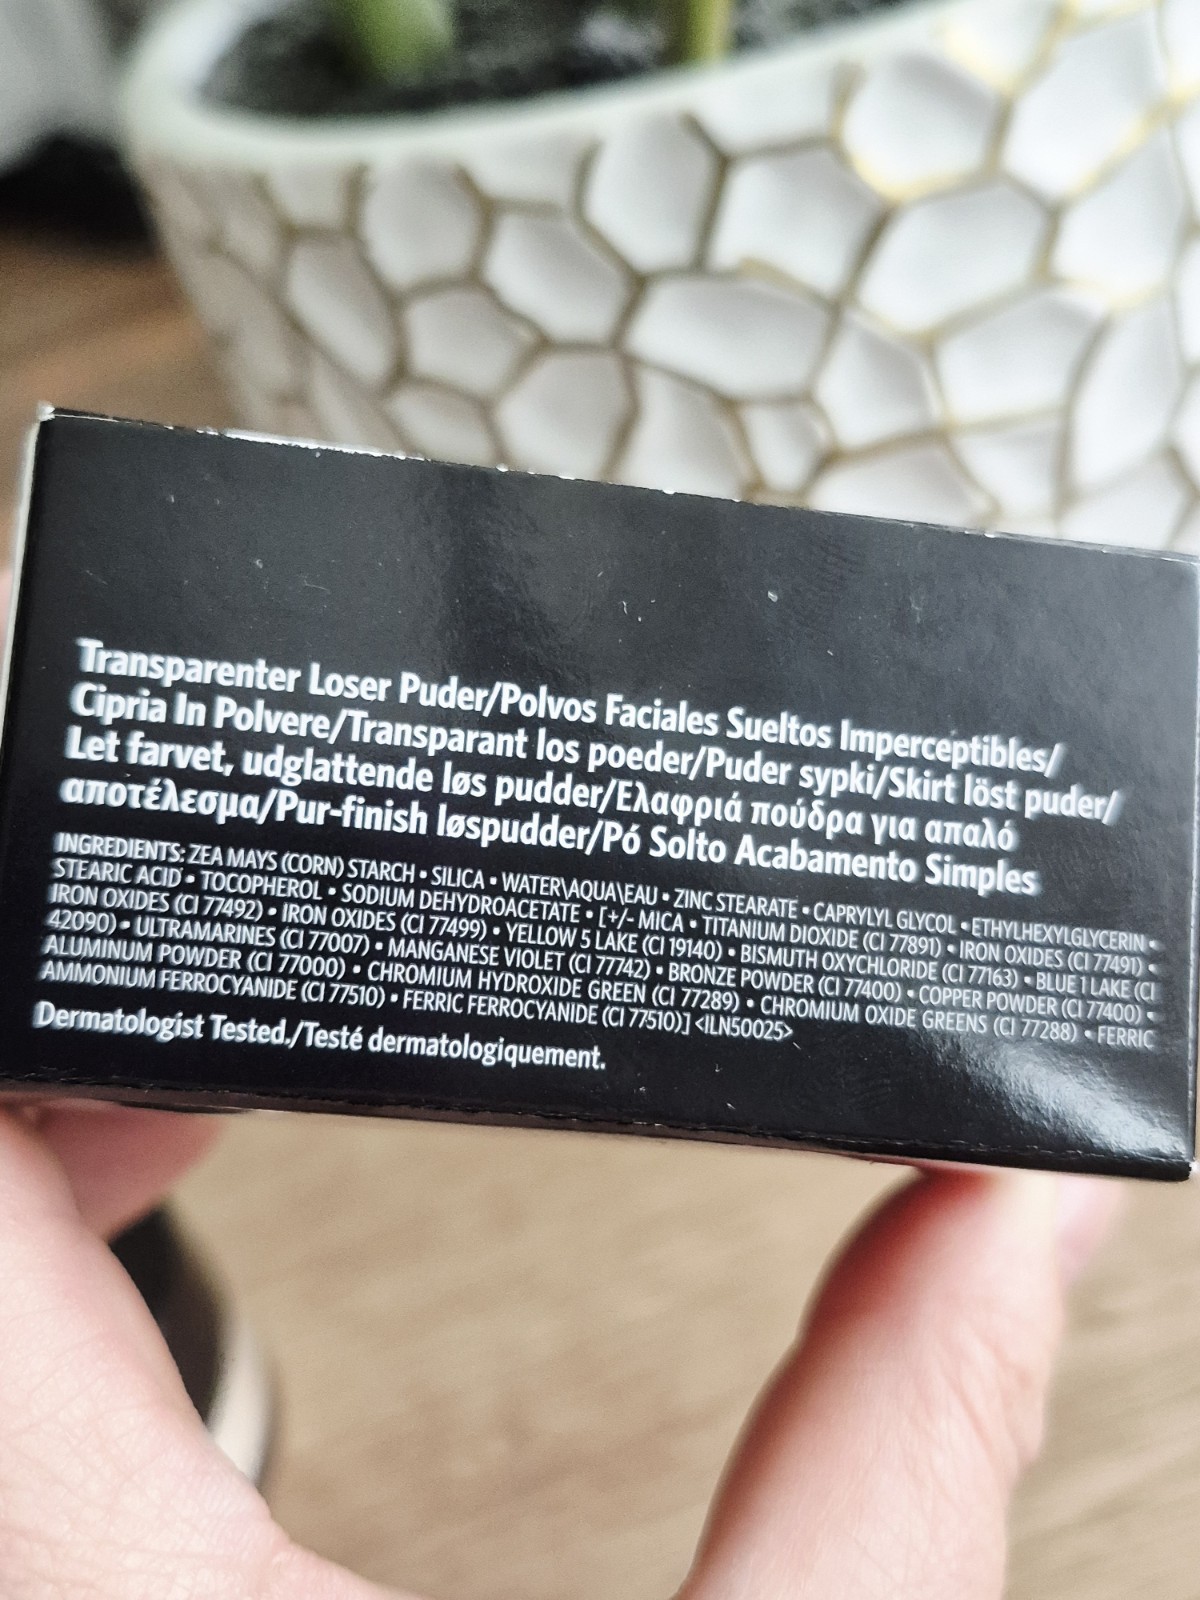 Transparenter Loser Puder/Polvos Faciales Sueltos Imperceptibles/
Cipria In Polvere/Transparant los poeder/Puder sypki/Skirt löst puder/
Let farvet, udglattende løs pudder/Ελαφριά πούδρα για απαλό
αποτέλεσμα/Pur-finish løspudder/Pó Solto Acabamento Simples
INGREDIENTS: ZEA MAYS (CORN) STARCH • SILICA • WATER\AQUA\EAU • ZINC STEARATE • CAPRYLYL GLYCOL • ETHYLHEXYLGLYCERIN •
STEARIC ACID • TOCOPHEROL • SODIUM DEHYDROACETATE • [+/- MICA • TITANIUM DIOXIDE (CI 77891) • IRON OXIDES (CI 77491) •
IRON OXIDES (CI 77492) • IRON OXIDES (CI 77499) • YELLOW 5 LAKE (CI 19140) • BISMUTH OXYCHLORIDE (CI 77163) • BLUE 1 LAKE (CI
42090) • ULTRAMARINES (CI 77007) • MANGANESE VIOLET (CI 77742) • BRONZE POWDER (CI 77400) • COPPER POWDER (CI 77400) •
ALUMINUM POWDER (CI 77000) • CHROMIUM HYDROXIDE GREEN (CI 77289) • CHROMIUM OXIDE GREENS (CI 77288) • FERRIC
AMMONIUM FERROCYANIDE (CI 77510) • FERRIC FERROCYANIDE (CI 77510)] <ILN50025>
Dermatologist Tested./Testé dermatologiquement.